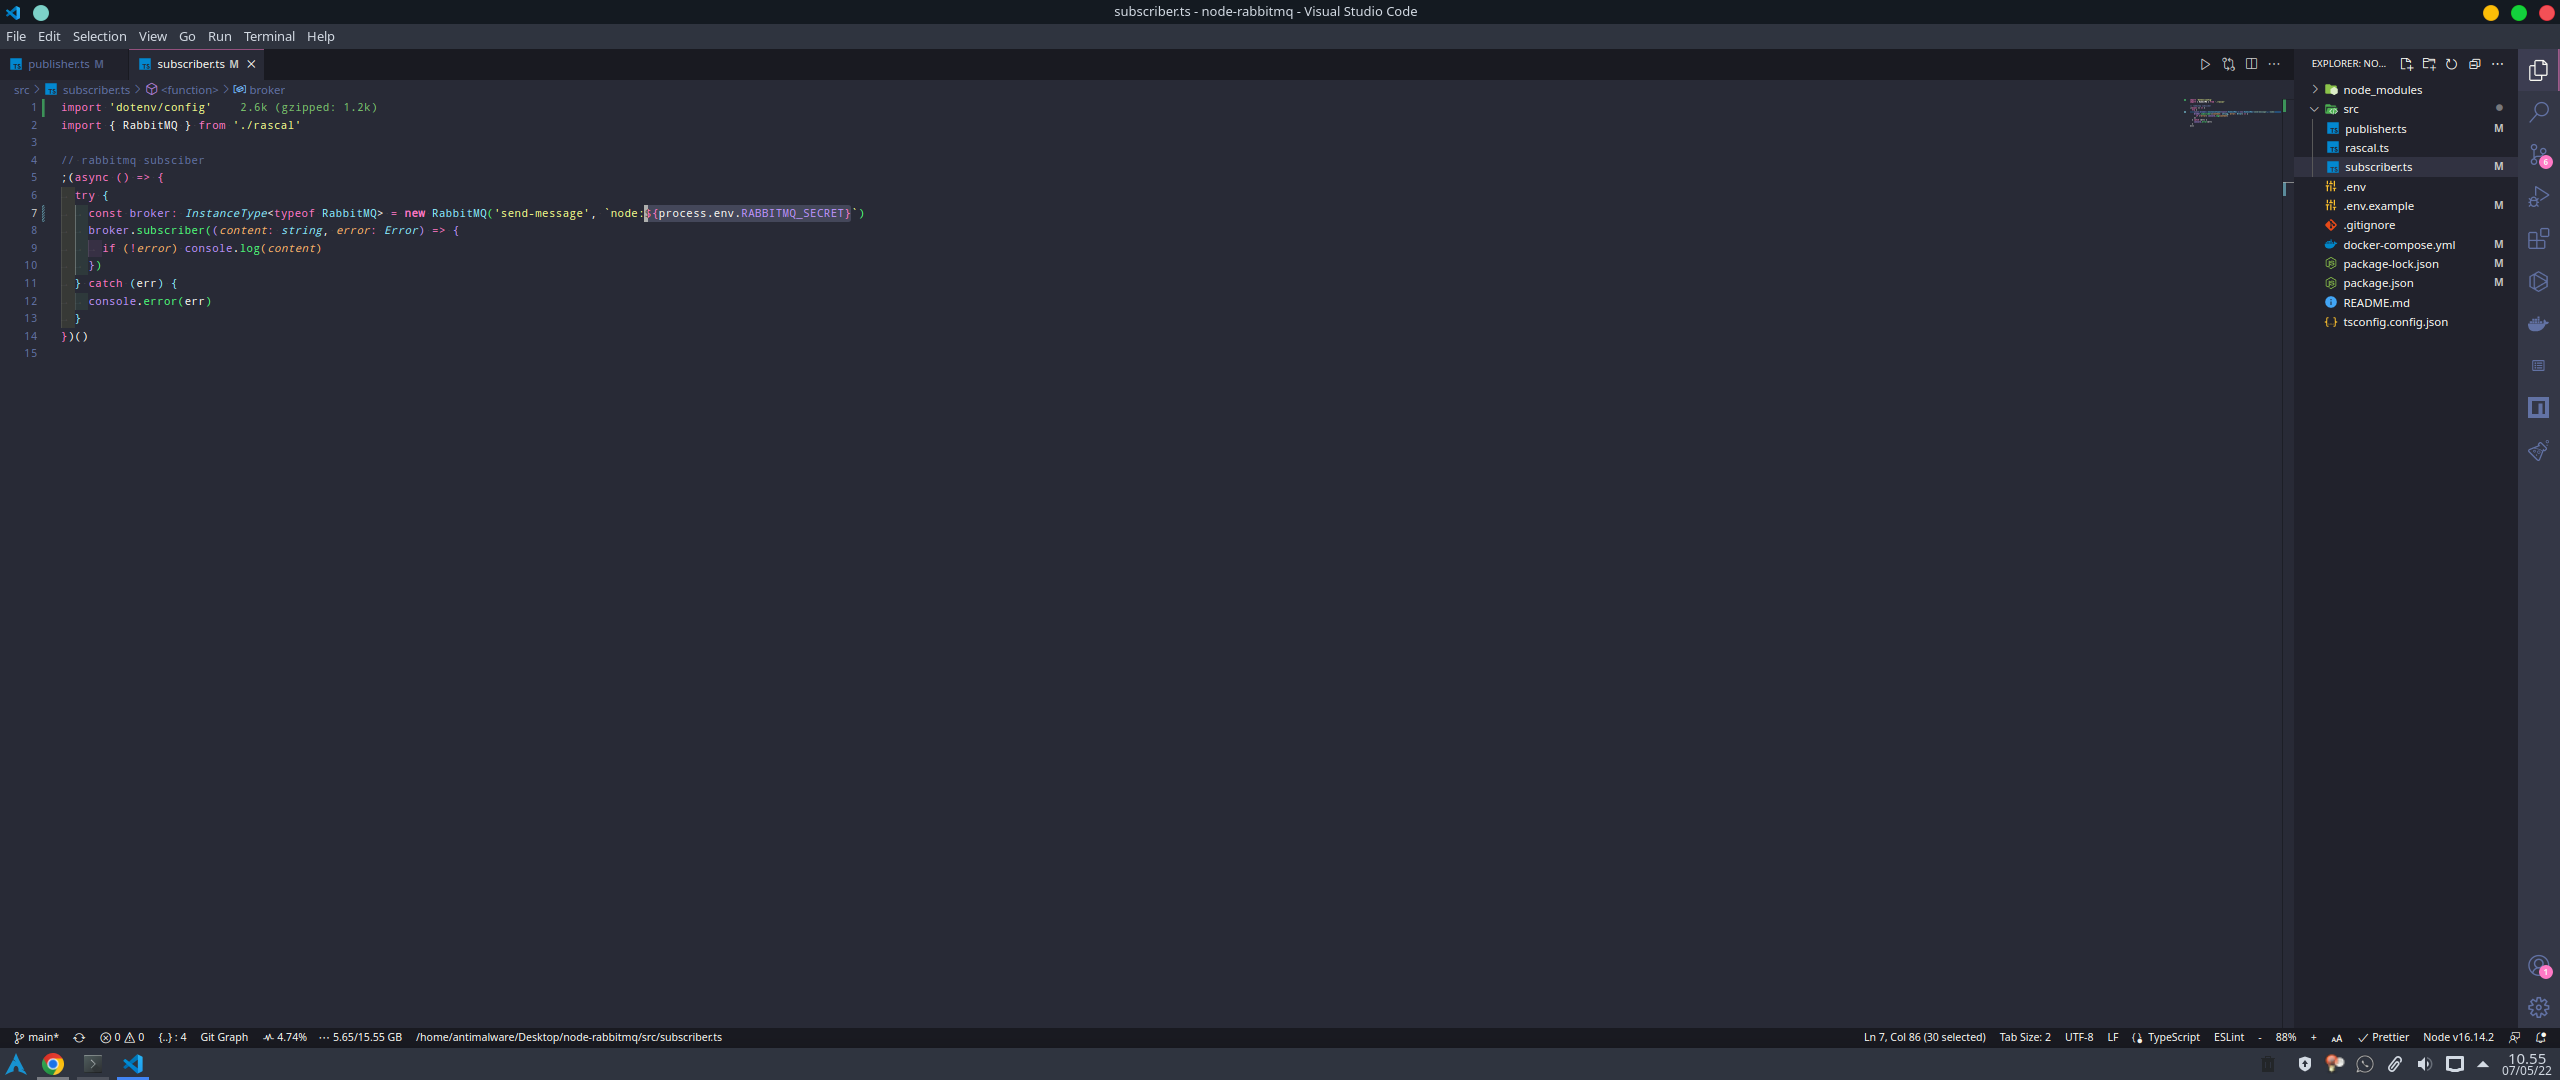 subscriber.ts - node-rabbitmq - Visual Studio Code
File Edit Selection View Go Run Terminal Help
publisher.ts M subscriber.ts M
src > subscriber.ts > <function> > broker
1 import 'dotenv/config' 2.6k (gzipped: 1.2k)
2 import { RabbitMQ } from './rascal'
3
4 // rabbitmq subsciber
5 ;(async () => {
6 try {
7 const broker: InstanceType<typeof RabbitMQ> = new RabbitMQ('send-message', `node:${process.env.RABBITMQ_SECRET}`)
8 broker.subscriber((content: string, error: Error) => {
9 if (!error) console.log(content)
10 })
11 } catch (err) {
12 console.error(err)
13 }
14 })()
15
EXPLORER: NO...
node_modules
src
publisher.ts M
rascal.ts
subscriber.ts M
.env
.env.example M
.gitignore
docker-compose.yml M
package-lock.json M
package.json M
README.md
tsconfig.config.json
6
1
main* 0 0 {..} : 4 Git Graph 4.74% 5.65/15.55 GB /home/antimalware/Desktop/node-rabbitmq/src/subscriber.ts
Ln 7, Col 86 (30 selected) Tab Size: 2 UTF-8 LF TypeScript ESLint - 88% + Prettier Node v16.14.2
10.55
07/05/22